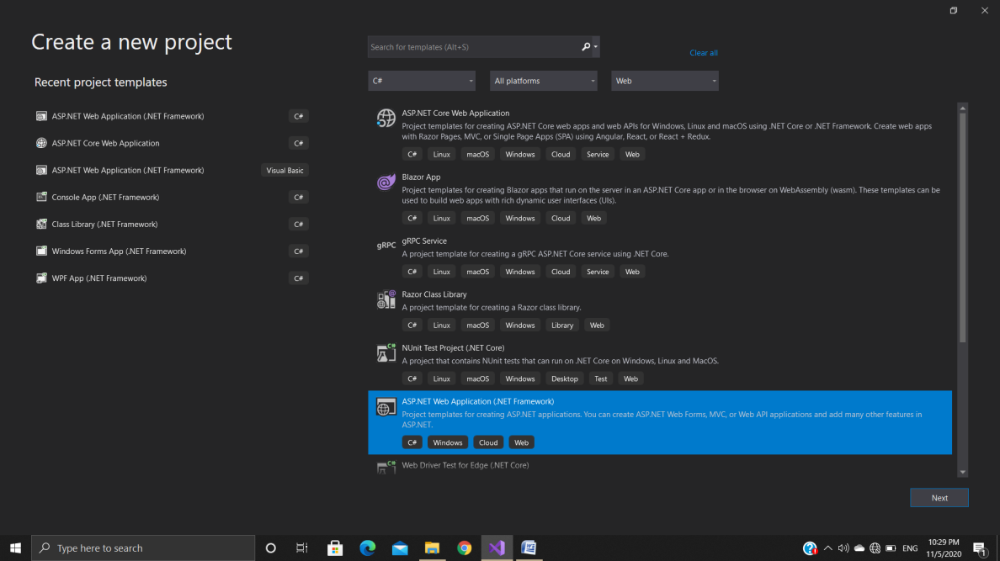 Create a new project
Recent project templates
ASP.NET Web Application (.NET Framework) C#
ASP.NET Core Web Application C#
ASP.NET Web Application (.NET Framework) Visual Basic
Console App (.NET Framework) C#
Class Library (.NET Framework) C#
Windows Forms App (.NET Framework) C#
WPF App (.NET Framework) C#
Search for templates (Alt+S)
Clear all
C# All platforms Web
ASP.NET Core Web Application
Project templates for creating ASP.NET Core web apps and web APIs for Windows, Linux and macOS using .NET Core or .NET Framework. Create web apps
with Razor Pages, MVC, or Single Page Apps (SPA) using Angular, React, or React + Redux.
C# Linux macOS Windows Cloud Service Web
Blazor App
Project templates for creating Blazor apps that run on the server in an ASP.NET Core app or in the browser on WebAssembly (wasm). These templates can be
used to build web apps with rich dynamic user interfaces (UIs).
C# Linux macOS Windows Cloud Web
gRPC
gRPC Service
A project template for creating a gRPC ASP.NET Core service using .NET Core.
C# Linux macOS Windows Cloud Service Web
Razor Class Library
A project template for creating a Razor class library.
C# Linux macOS Windows Library Web
NUnit Test Project (.NET Core)
A project that contains NUnit tests that can run on .NET Core on Windows, Linux and MacOS.
C# Linux macOS Windows Desktop Test Web
ASP.NET Web Application (.NET Framework)
Project templates for creating ASP.NET applications. You can create ASP.NET Web Forms, MVC, or Web API applications and add many other features in
ASP.NET.
C# Windows Cloud Web
Web Driver Test for Edge (.NET Core)
Next
Type here to search
ENG
10:29 PM
11/5/2020
1